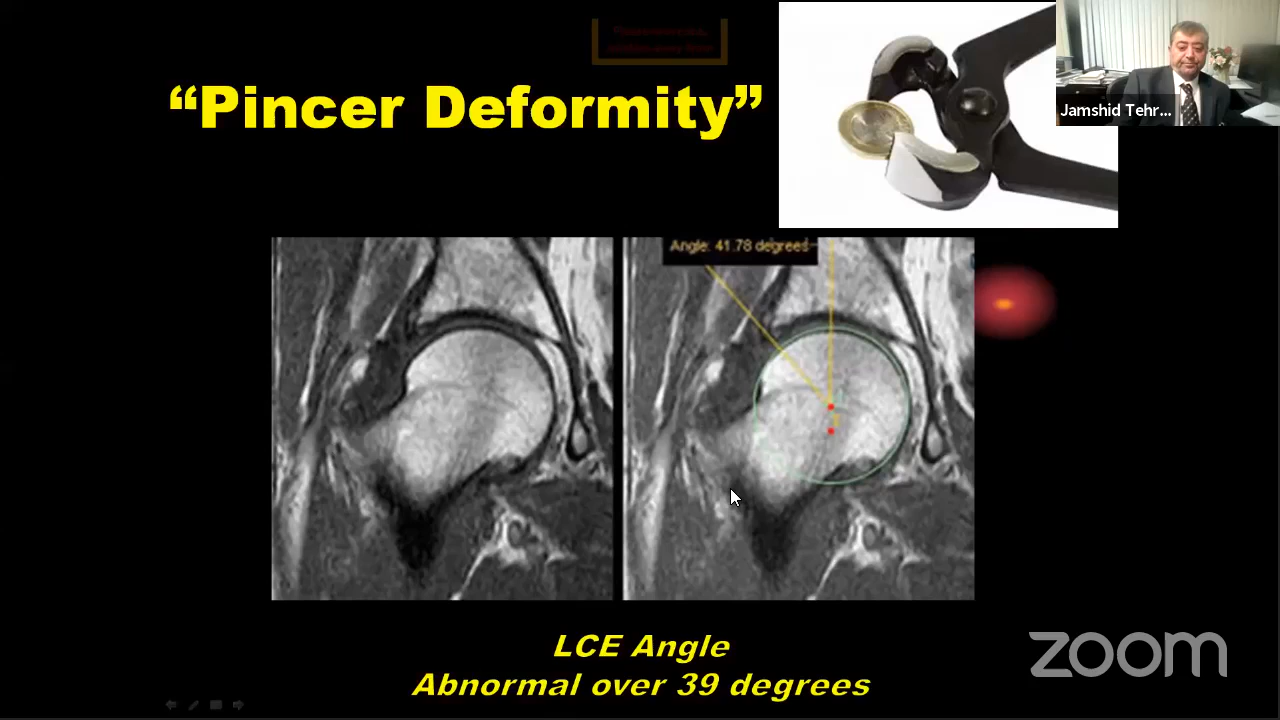 “Pincer Deformity”
Jamshid Tehr...
Angle: 41.78 degrees
LCE Angle
Abnormal over 39 degrees
zoom